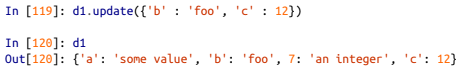 In [119]: d1.update({'b' : 'foo', 'c' : 12})
In [120]: d1
Out[120]: {'a': 'some value', 'b': 'foo', 7: 'an integer', 'c': 12}